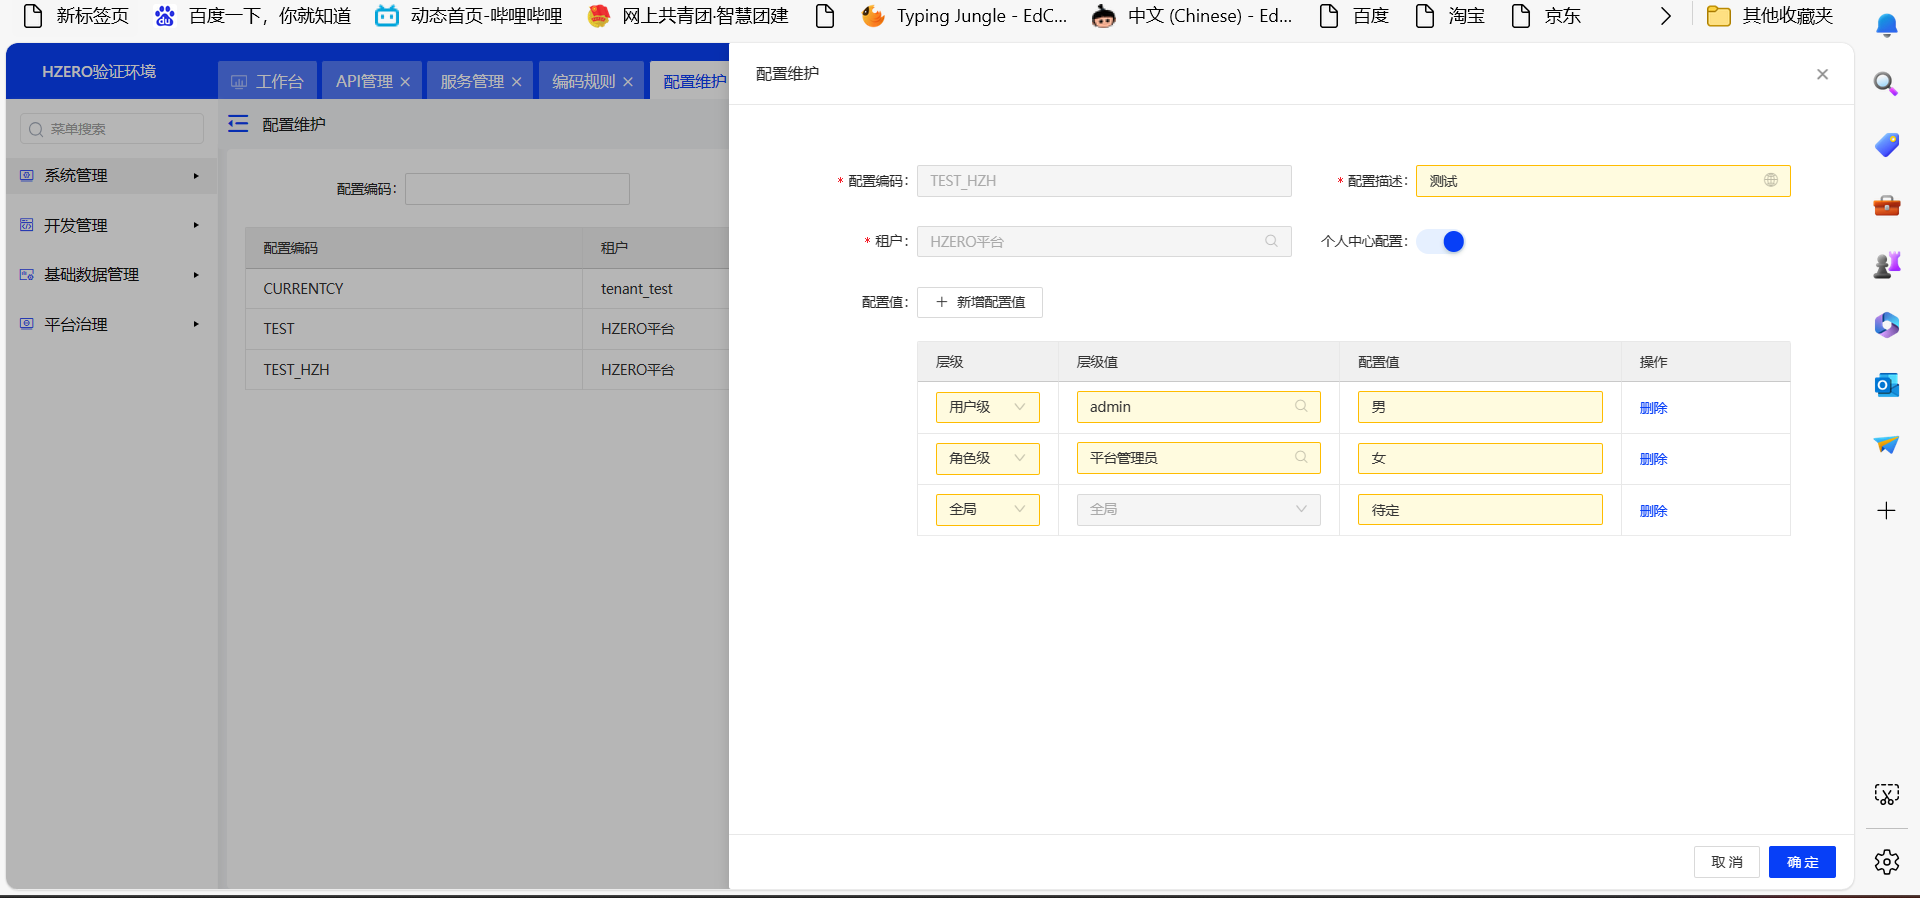 新标签页 百度一下，你就知道 动态首页-哔哩哔哩 网上共青团·智慧团建 Typing Jungle - EdC... 中文 (Chinese) - Ed... 百度 淘宝 京东 其他收藏夹
HZERO验证环境
工作台 API管理 服务管理 编码规则 配置维护
菜单搜索
系统管理
开发管理
基础数据管理
平台治理
配置维护
配置编码：
配置编码 租户
CURRENTCY tenant_test
TEST HZERO平台
TEST_HZH HZERO平台
配置维护
* 配置编码： TEST_HZH * 配置描述： 测试
* 租户： HZERO平台 个人中心配置：
配置值： + 新增配置值
层级 层级值 配置值 操作
用户级 admin 男 删除
角色级 平台管理员 女 删除
全局 全局 待定 删除
取消 确定